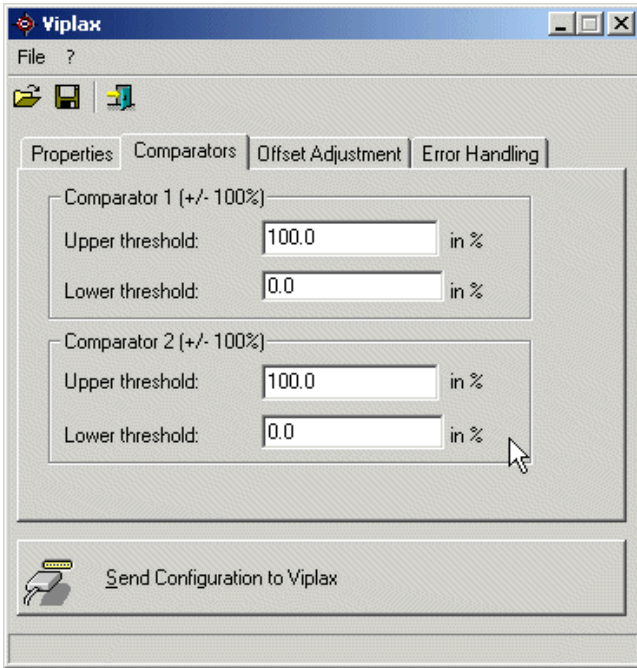 Viplax
File ?
Properties Comparators Offset Adjustment Error Handling
Comparator 1 (+/- 100%)
Upper threshold: 100.0 in %
Lower threshold: 0.0 in %
Comparator 2 (+/- 100%)
Upper threshold: 100.0 in %
Lower threshold: 0.0 in %
Send Configuration to Viplax